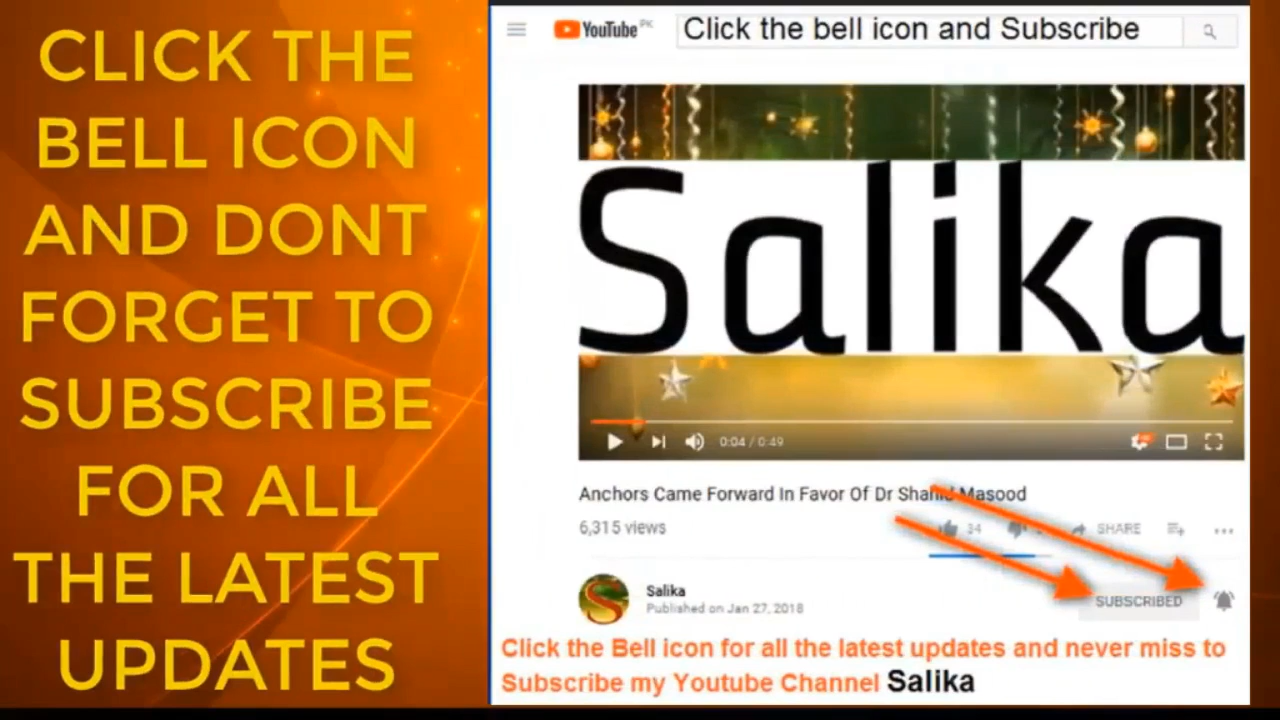 CLICK THE
BELL ICON
AND DONT
FORGET TO
SUBSCRIBE
FOR ALL
THE LATEST
UPDATES
YouTube PK
Click the bell icon and Subscribe
Salika
0:04 / 0:49
Anchors Came Forward In Favor Of Dr Shahid Masood
6,315 views
34
SHARE
Salika
Published on Jan 27, 2018
SUBSCRIBED
Click the Bell icon for all the latest updates and never miss to
Subscribe my Youtube Channel Salika